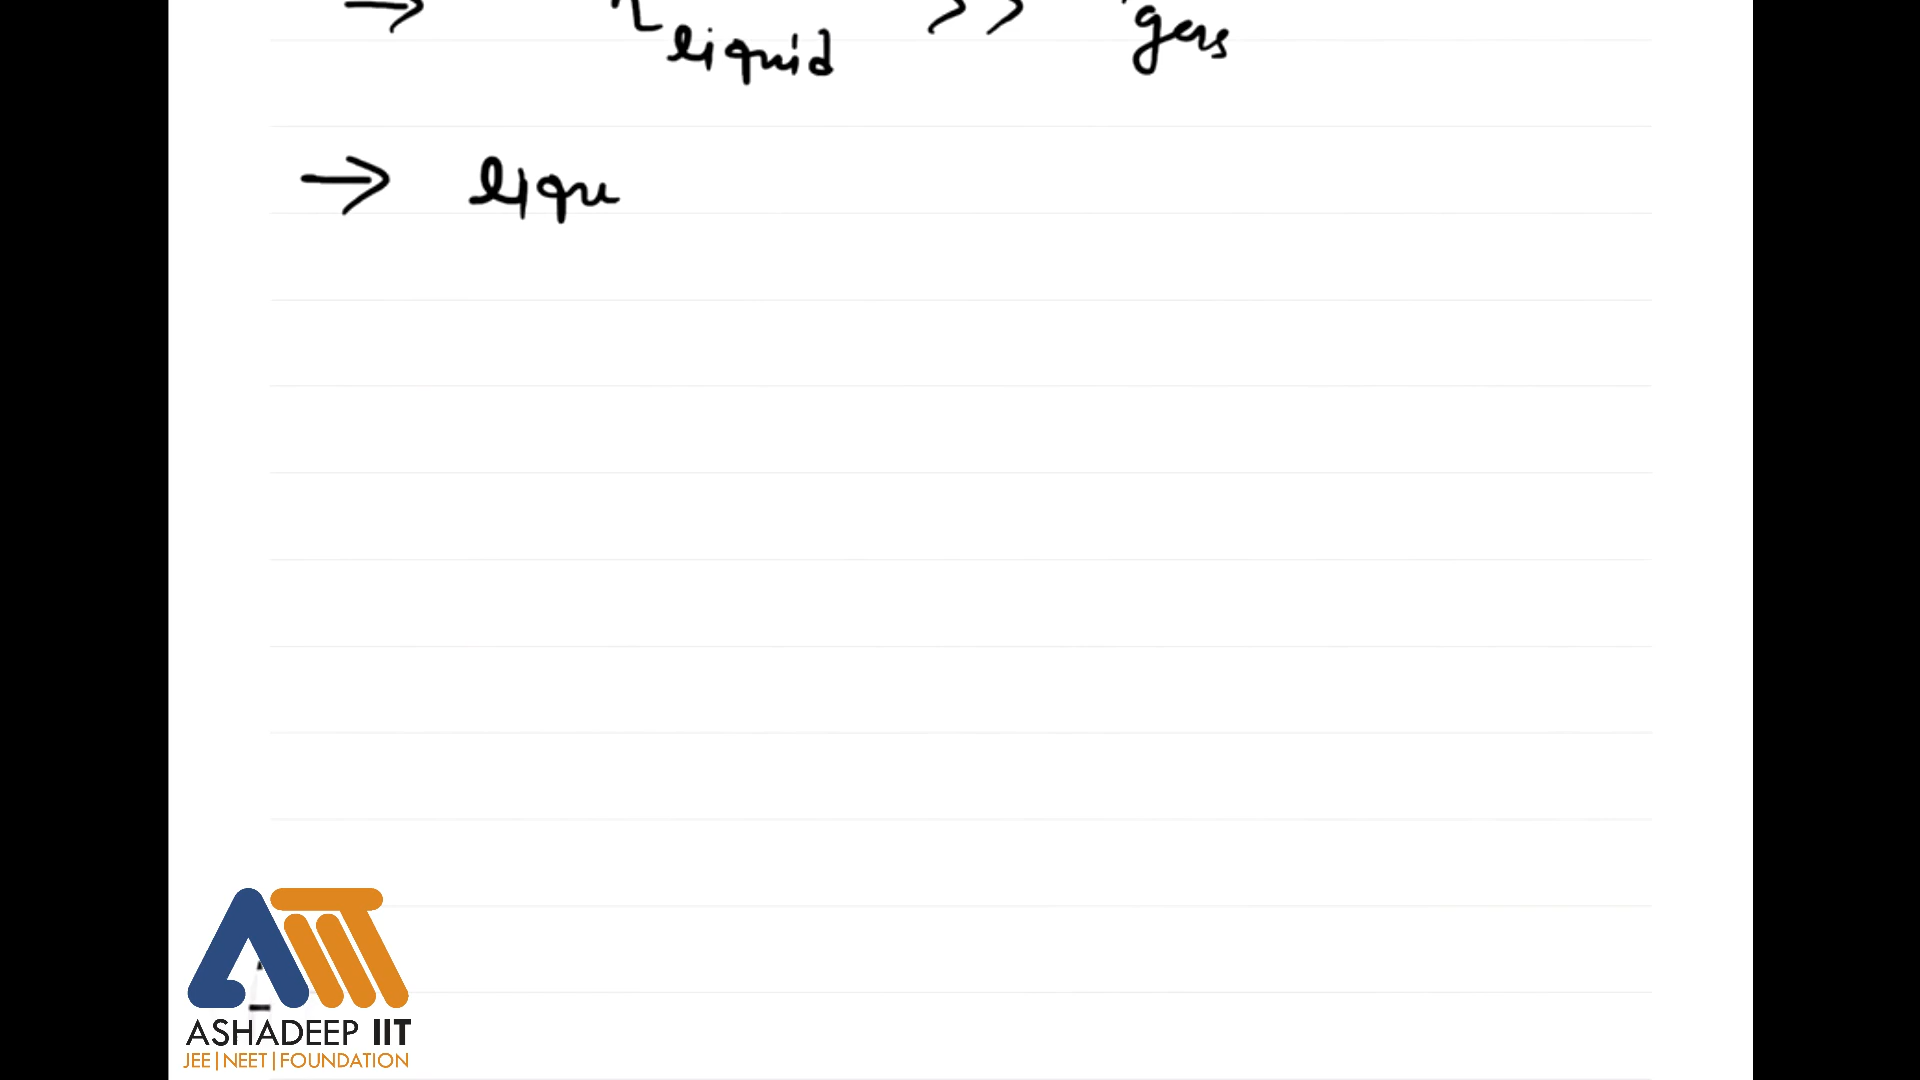 → η liquid >> gas
→ liqu
ASHADEEP IIT
JEE|NEET|FOUNDATION